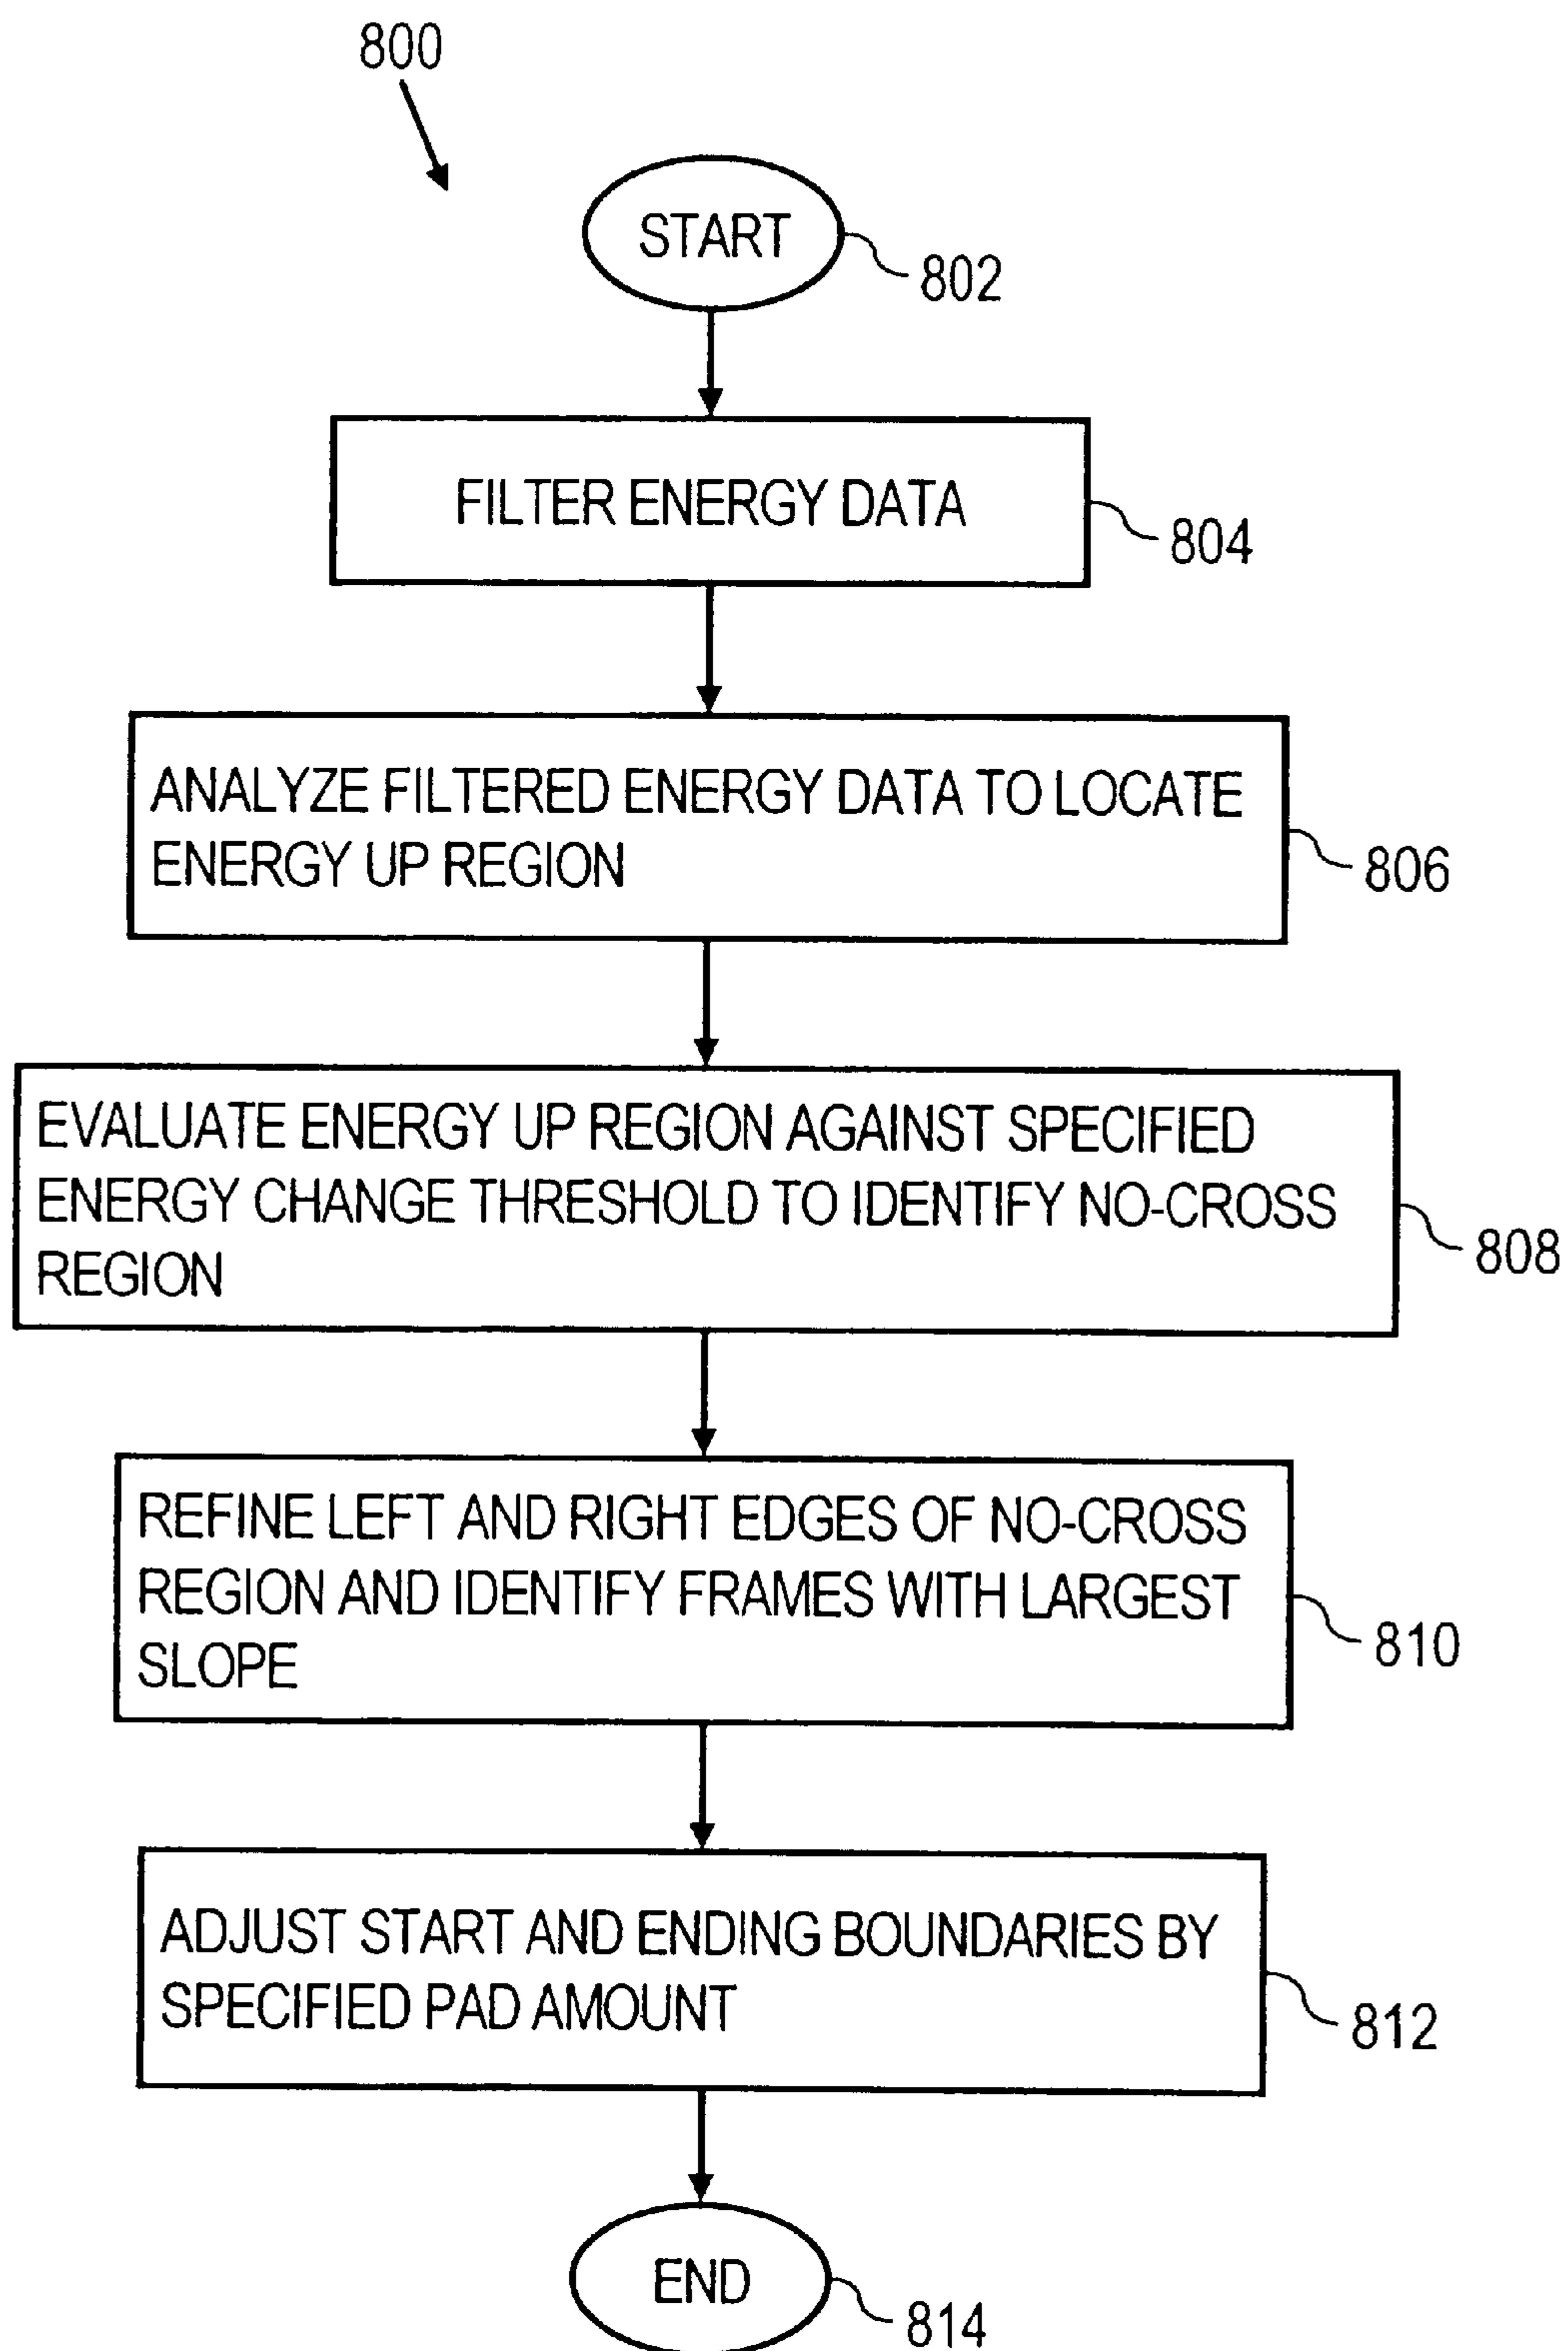 800
START
802
FILTER ENERGY DATA
804
ANALYZE FILTERED ENERGY DATA TO LOCATE
ENERGY UP REGION
806
EVALUATE ENERGY UP REGION AGAINST SPECIFIED
ENERGY CHANGE THRESHOLD TO IDENTIFY NO-CROSS
REGION
808
REFINE LEFT AND RIGHT EDGES OF NO-CROSS
REGION AND IDENTIFY FRAMES WITH LARGEST
SLOPE
810
ADJUST START AND ENDING BOUNDARIES BY
SPECIFIED PAD AMOUNT
812
END
814